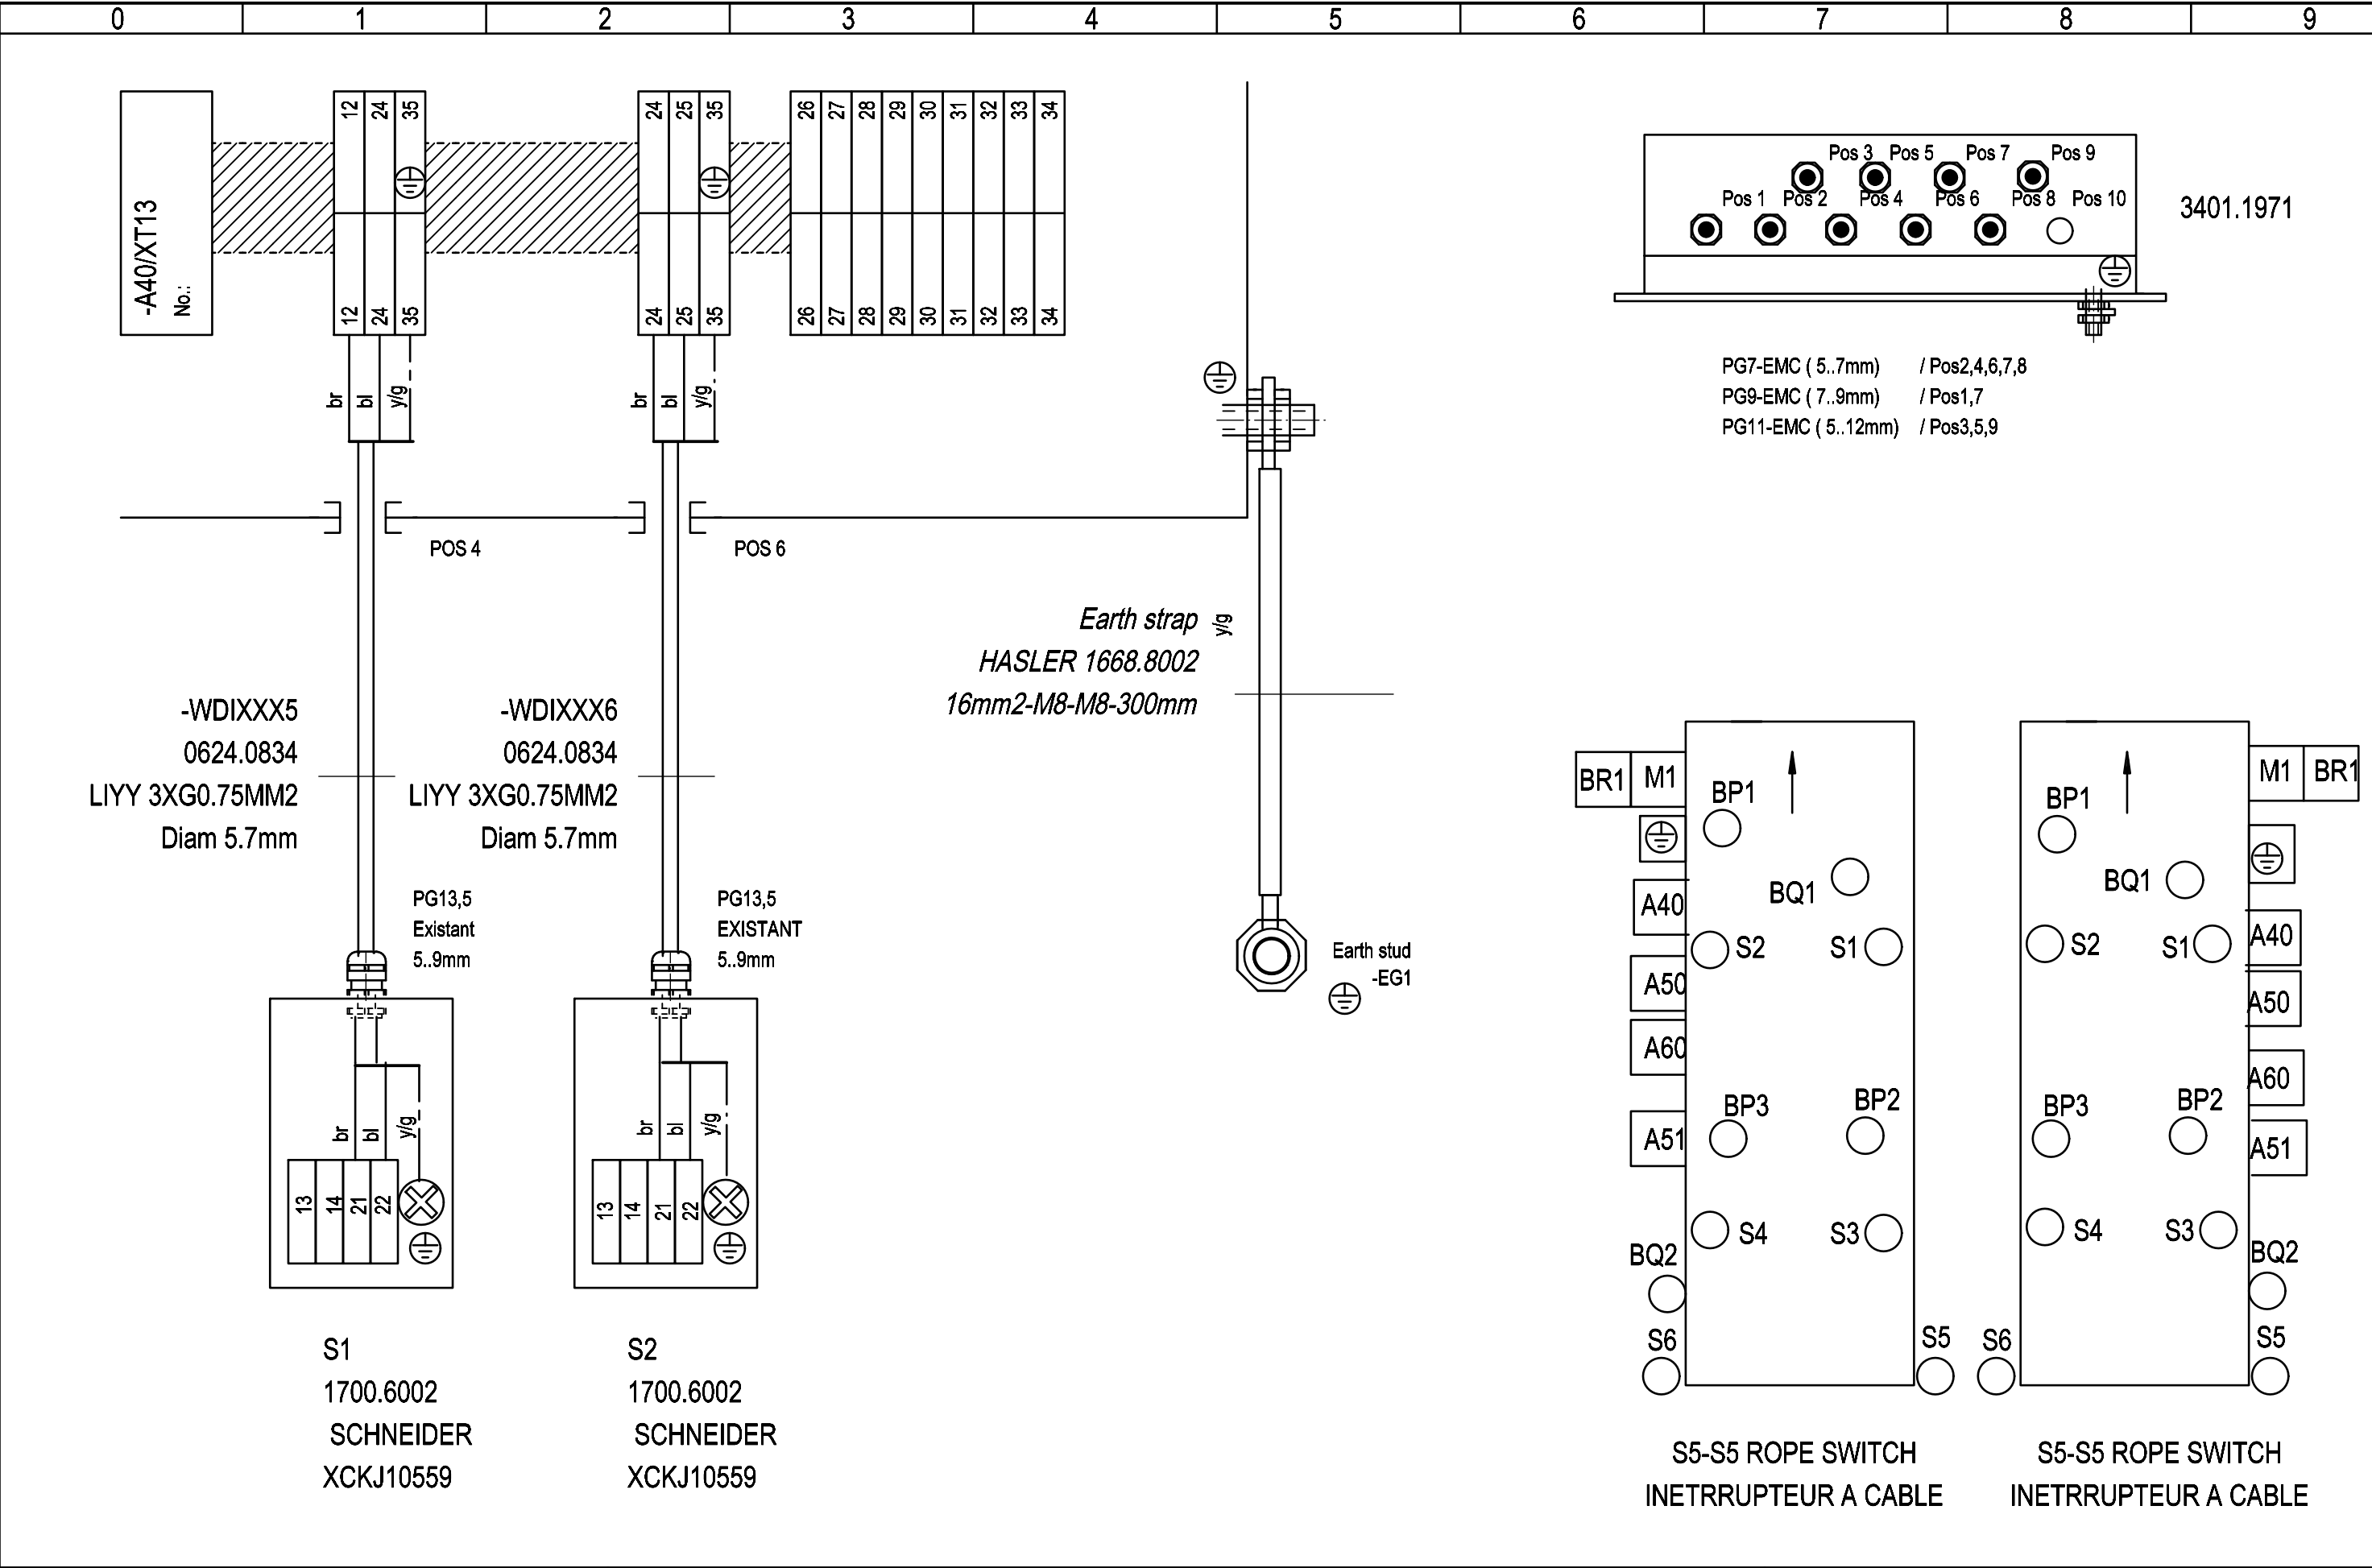 0 1 2 3 4 5 6 7 8 9
-A40/XT13
No.:
12 24 35
24 25 35
26 27 28 29 30 31 32 33 34
12 24 35
24 25 35
26 27 28 29 30 31 32 33 34
br bl y/g
br bl y/g
POS 4
POS 6
-WDIXXX5
0624.0834
LIYY 3XG0.75MM2
Diam 5.7mm
-WDIXXX6
0624.0834
LIYY 3XG0.75MM2
Diam 5.7mm
PG13,5
Existant
5..9mm
PG13,5
EXISTANT
5..9mm
br bl y/g
13 14 21 22
br bl y/g
13 14 21 22
S1
1700.6002
SCHNEIDER
XCKJ10559
S2
1700.6002
SCHNEIDER
XCKJ10559
Earth strap
HASLER 1668.8002
16mm2-M8-M8-300mm
y/g
Earth stud
-EG1
Pos 3 Pos 5 Pos 7 Pos 9
Pos 1 Pos 2 Pos 4 Pos 6 Pos 8 Pos 10
3401.1971
PG7-EMC ( 5..7mm) / Pos2,4,6,7,8
PG9-EMC ( 7..9mm) / Pos1,7
PG11-EMC ( 5..12mm) / Pos3,5,9
BR1 M1
BP1
BQ1
A40
S2 S1
A50
A60
BP3 BP2
A51
S4 S3
BQ2
S6 S5
S5-S5 ROPE SWITCH
INETRRUPTEUR A CABLE
M1 BR1
BP1
BQ1
A40
S2 S1
A50
A60
BP3 BP2
A51
S4 S3
BQ2
S6 S5
S5-S5 ROPE SWITCH
INETRRUPTEUR A CABLE